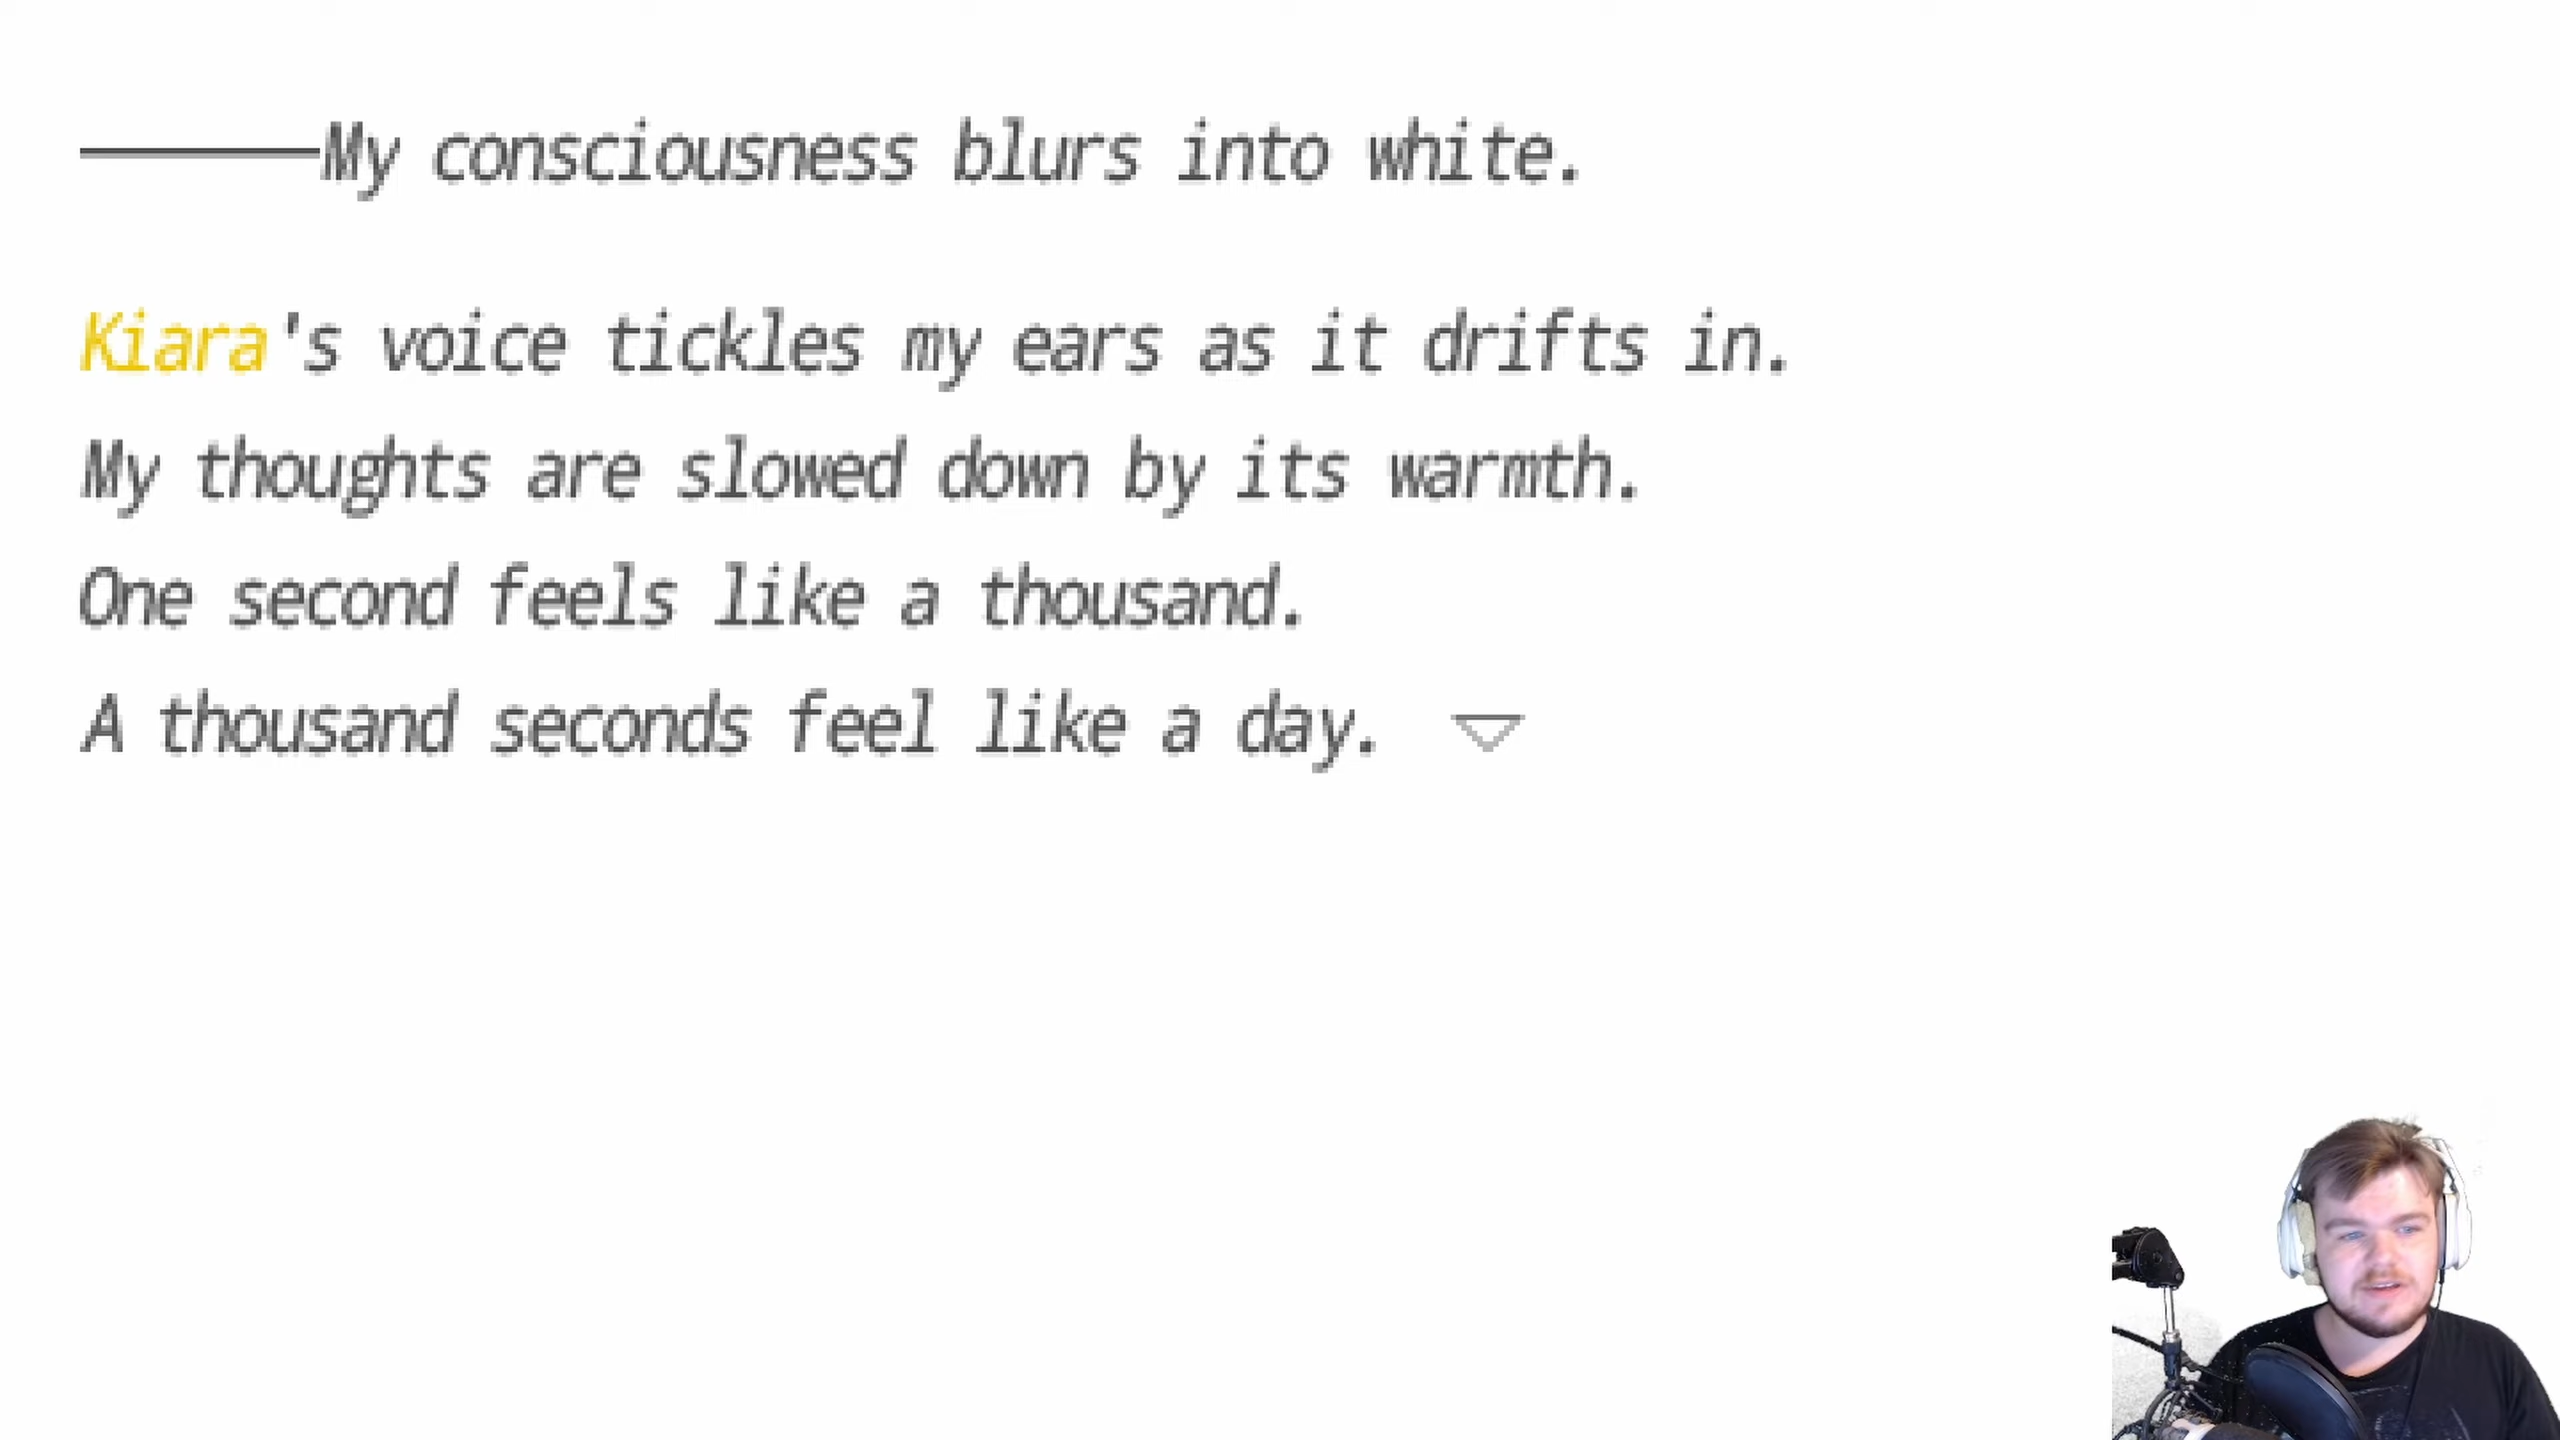 ———My consciousness blurs into white.
Kiara's voice tickles my ears as it drifts in.
My thoughts are slowed down by its warmth.
One second feels like a thousand.
A thousand seconds feel like a day.